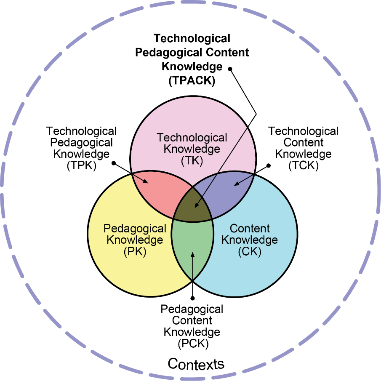 Technological
Pedagogical Content
Knowledge
(TPACK)
Technological
Pedagogical
Knowledge
(TPK)
Technological
Knowledge
(TK)
Technological
Content
Knowledge
(TCK)
Pedagogical
Knowledge
(PK)
Content
Knowledge
(CK)
Pedagogical
Content
Knowledge
(PCK)
Contexts